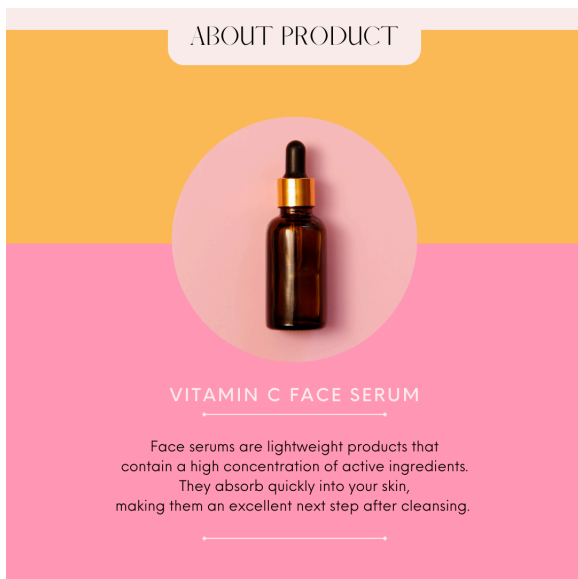 ABOUT PRODUCT
VITAMIN C FACE SERUM
Face serums are lightweight products that
contain a high concentration of active ingredients.
They absorb quickly into your skin,
making them an excellent next step after cleansing.